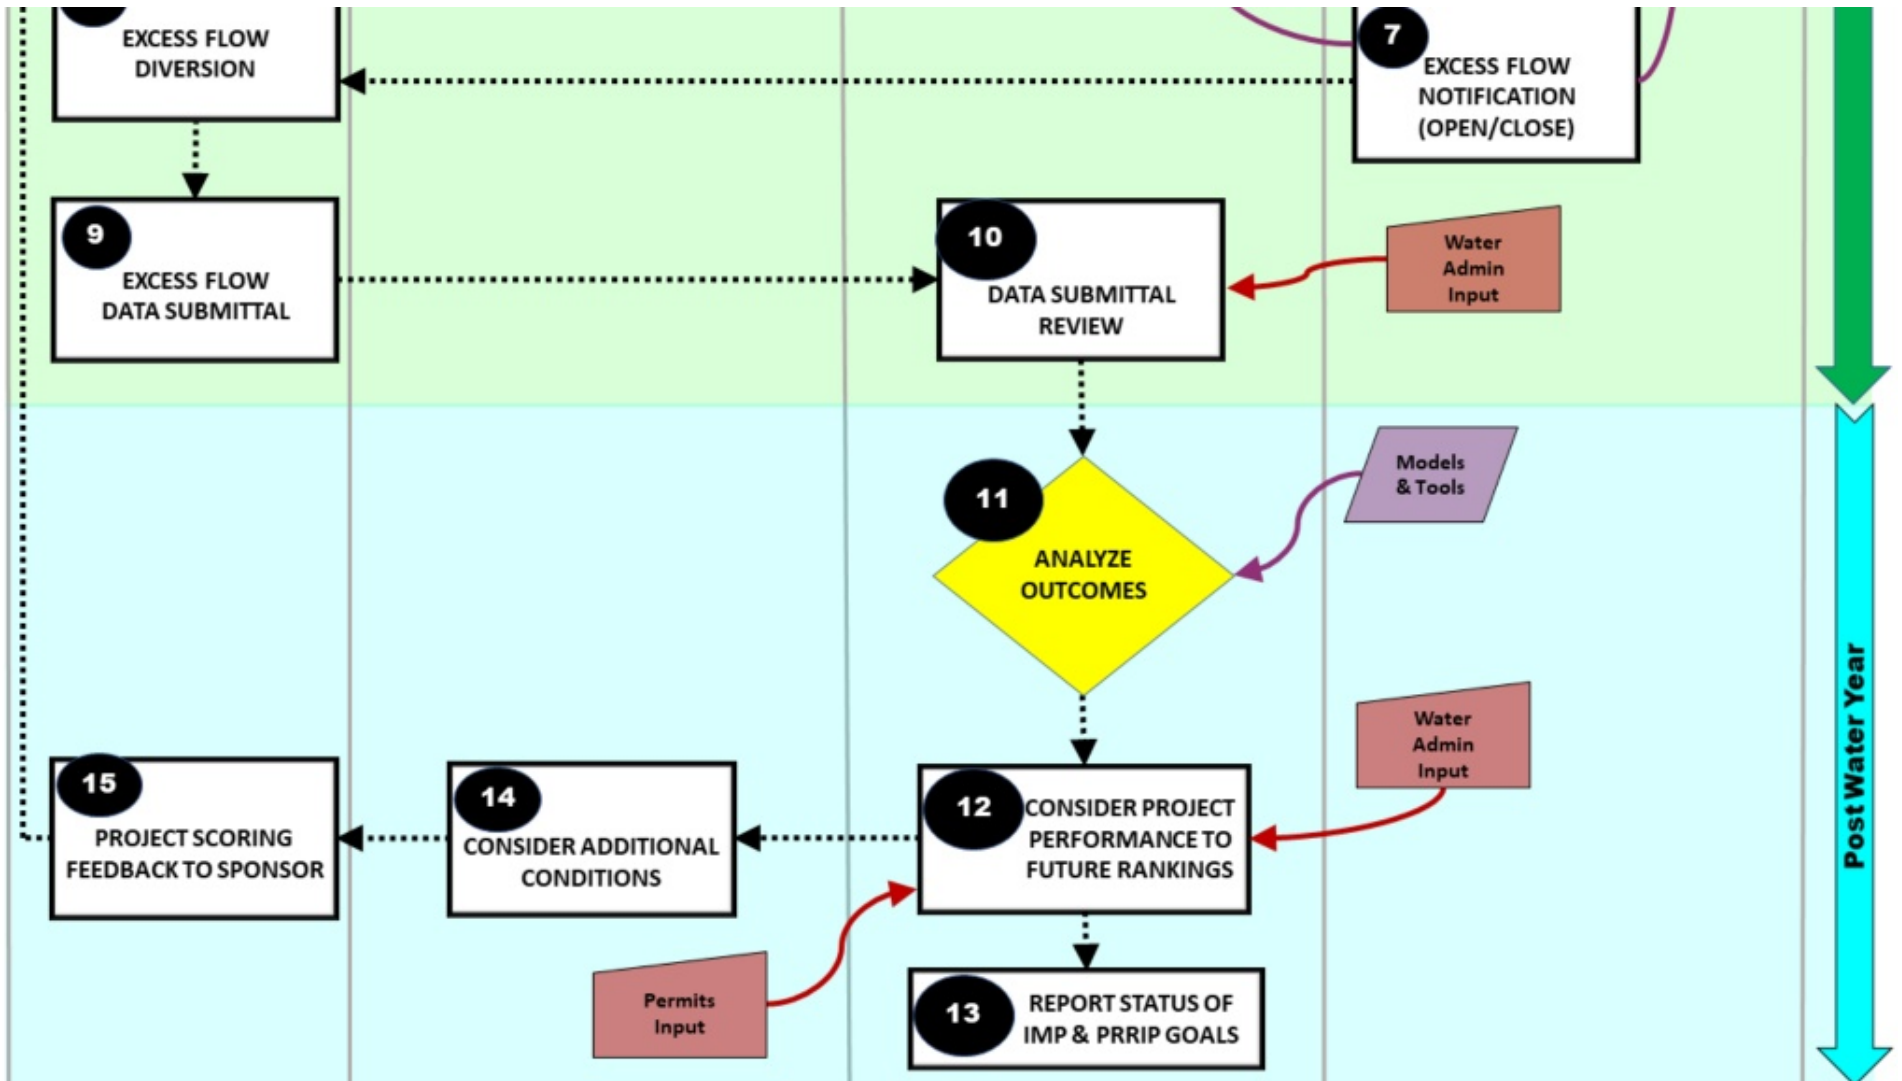 EXCESS FLOW
DIVERSION
7
EXCESS FLOW
NOTIFICATION
(OPEN/CLOSE)
9
EXCESS FLOW
DATA SUBMITTAL
10
DATA SUBMITTAL
REVIEW
Water
Admin
Input
11
ANALYZE
OUTCOMES
Models
& Tools
Post Water Year
15
PROJECT SCORING
FEEDBACK TO SPONSOR
14
CONSIDER ADDITIONAL
CONDITIONS
12
CONSIDER PROJECT
PERFORMANCE TO
FUTURE RANKINGS
Water
Admin
Input
Permits
Input
13
REPORT STATUS OF
IMP & PRRIP GOALS